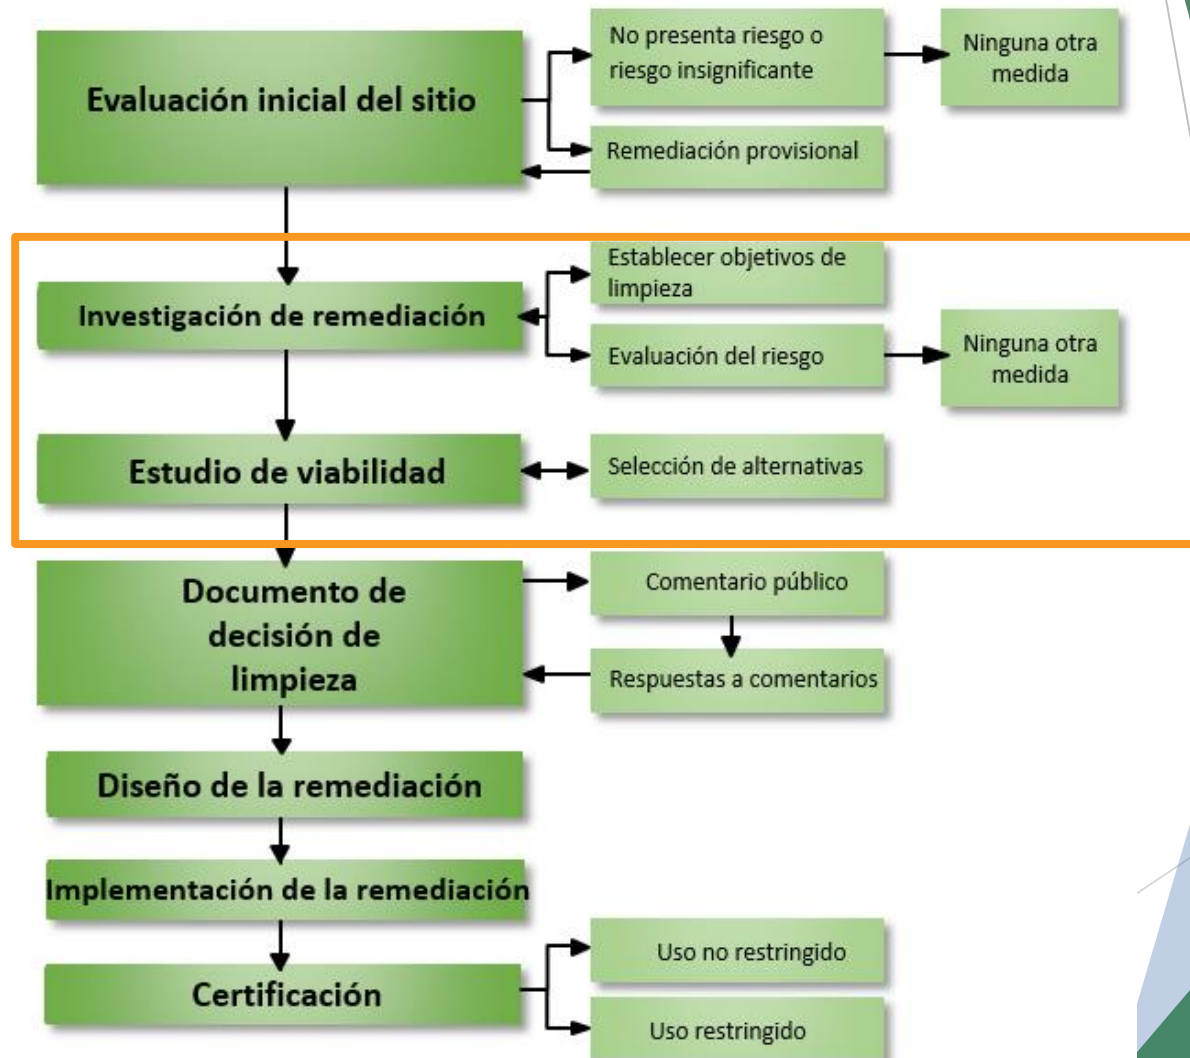 Evaluación inicial del sitio
No presenta riesgo o
riesgo insignificante
Ninguna otra
medida
Remediación provisional
Investigación de remediación
Establecer objetivos de
limpieza
Evaluación del riesgo
Ninguna otra
medida
Estudio de viabilidad
Selección de alternativas
Documento de
decisión de
limpieza
Comentario público
Respuestas a comentarios
Diseño de la remediación
Implementación de la remediación
Certificación
Uso no restringido
Uso restringido